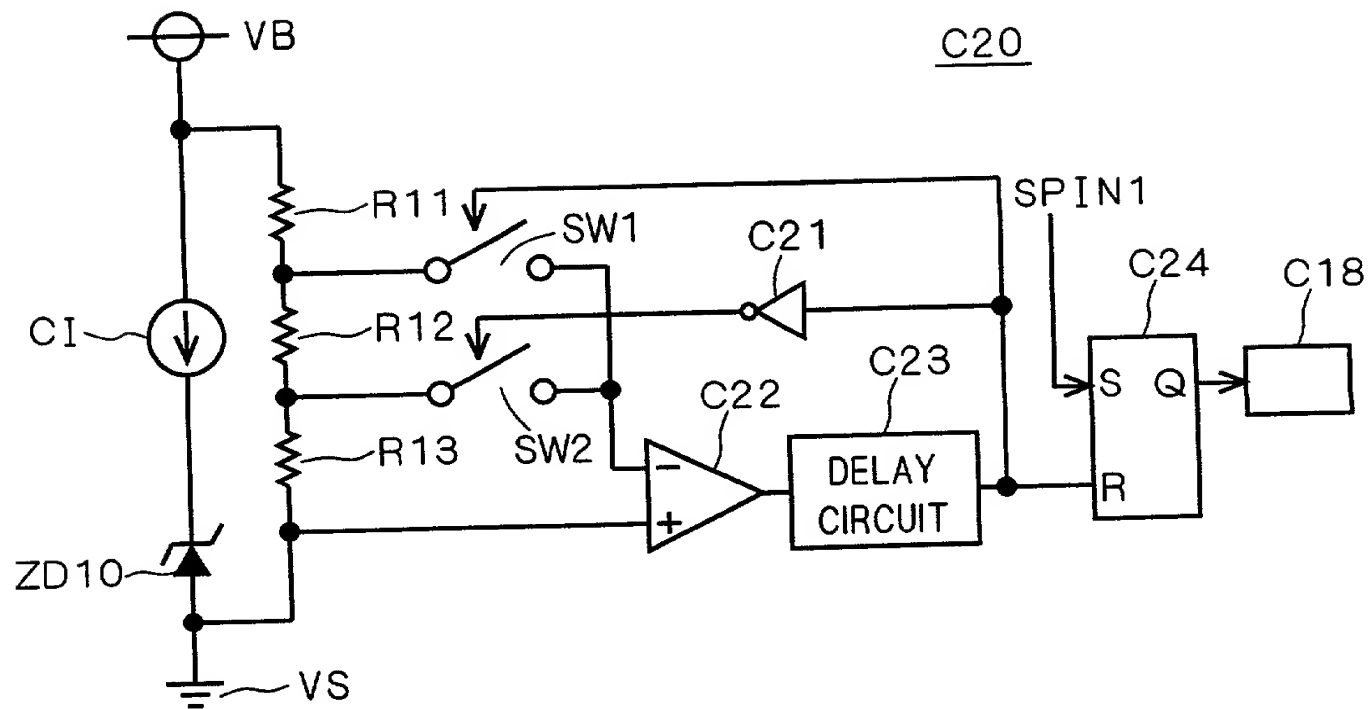 VB
C20
R11
SW1
SPIN1
C21
C24
C18
CI
R12
C23
C22
S Q
R13
SW2
−
DELAY
CIRCUIT
R
+
ZD10
VS